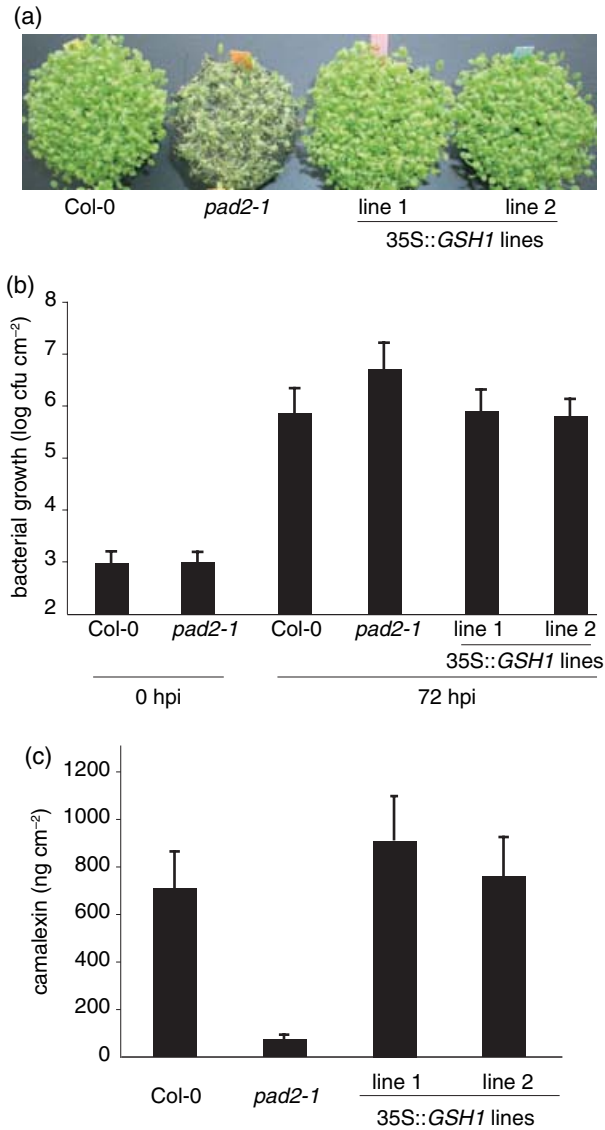 (a)
Col-0 pad2-1 line 1 line 2
35S::GSH1 lines
(b)
bacterial growth (log cfu cm⁻²)
8
7
6
5
4
3
2
Col-0 pad2-1 Col-0 pad2-1 line 1 line 2
35S::GSH1 lines
0 hpi 72 hpi
(c)
camalexin (ng cm⁻²)
1200
1000
800
600
400
200
0
Col-0 pad2-1 line 1 line 2
35S::GSH1 lines